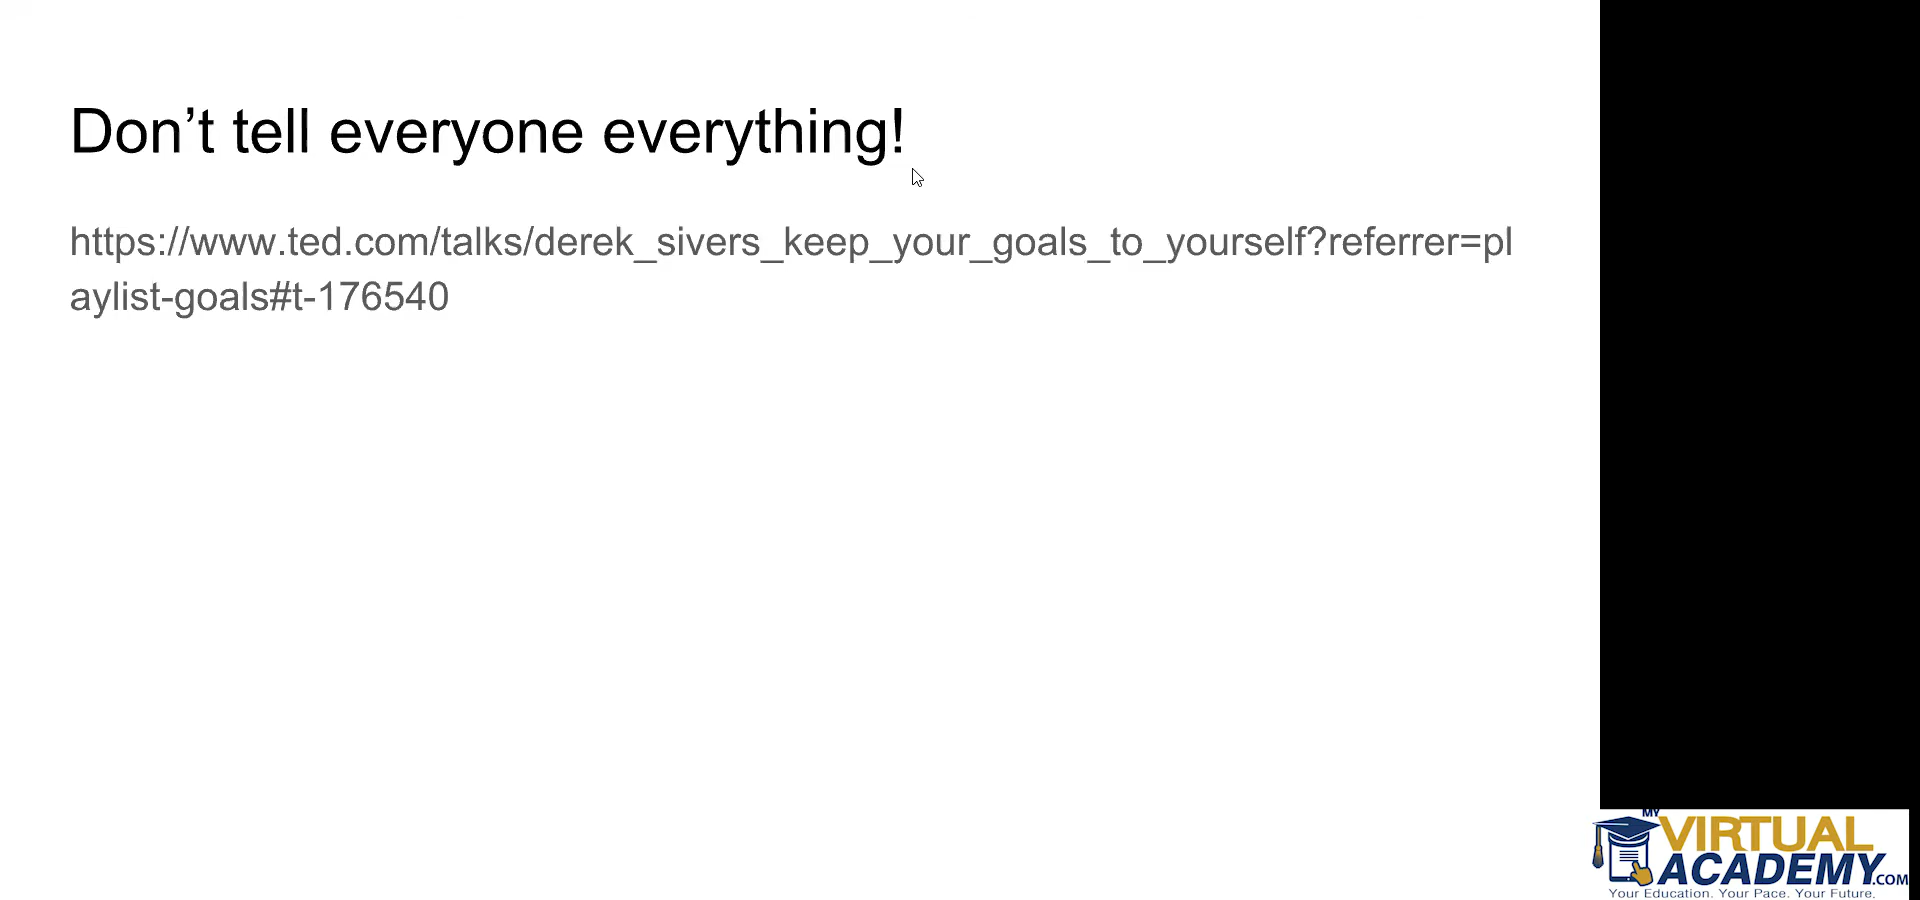 Don’t tell everyone everything!
https://www.ted.com/talks/derek_sivers_keep_your_goals_to_yourself?referrer=pl
aylist-goals#t-176540
MY
VIRTUAL
ACADEMY.COM
Your Education. Your Pace. Your Future.